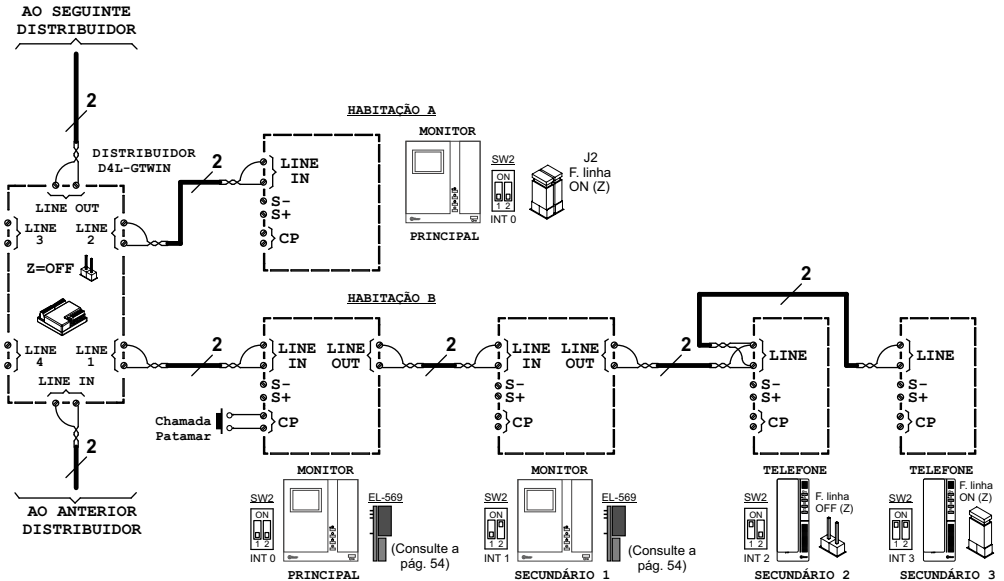 AO SEGUINTE
DISTRIBUIDOR
2
DISTRIBUIDOR
D4L-GTWIN
LINE OUT
LINE
3
LINE
2
Z=OFF
LINE
4
LINE
1
LINE IN
2
AO ANTERIOR
DISTRIBUIDOR
HABITAÇÃO A
2
LINE
IN
S-
S+
CP
MONITOR
SW2
ON
1 2
INT 0
J2
F. linha
ON (Z)
PRINCIPAL
HABITAÇÃO B
2
LINE
IN
LINE
OUT
S-
S+
CP
Chamada
Patamar
2
LINE
IN
LINE
OUT
S-
S+
CP
2
LINE
S-
S+
CP
2
LINE
S-
S+
CP
MONITOR
SW2
ON
1 2
INT 0
EL-569
(Consulte a
pág. 54)
PRINCIPAL
MONITOR
SW2
ON
1 2
INT 1
EL-569
(Consulte a
pág. 54)
SECUNDÁRIO 1
TELEFONE
SW2
ON
1 2
INT 2
F. linha
OFF (Z)
SECUNDÁRIO 2
TELEFONE
SW2
ON
1 2
INT 3
F. linha
ON (Z)
SECUNDÁRIO 3